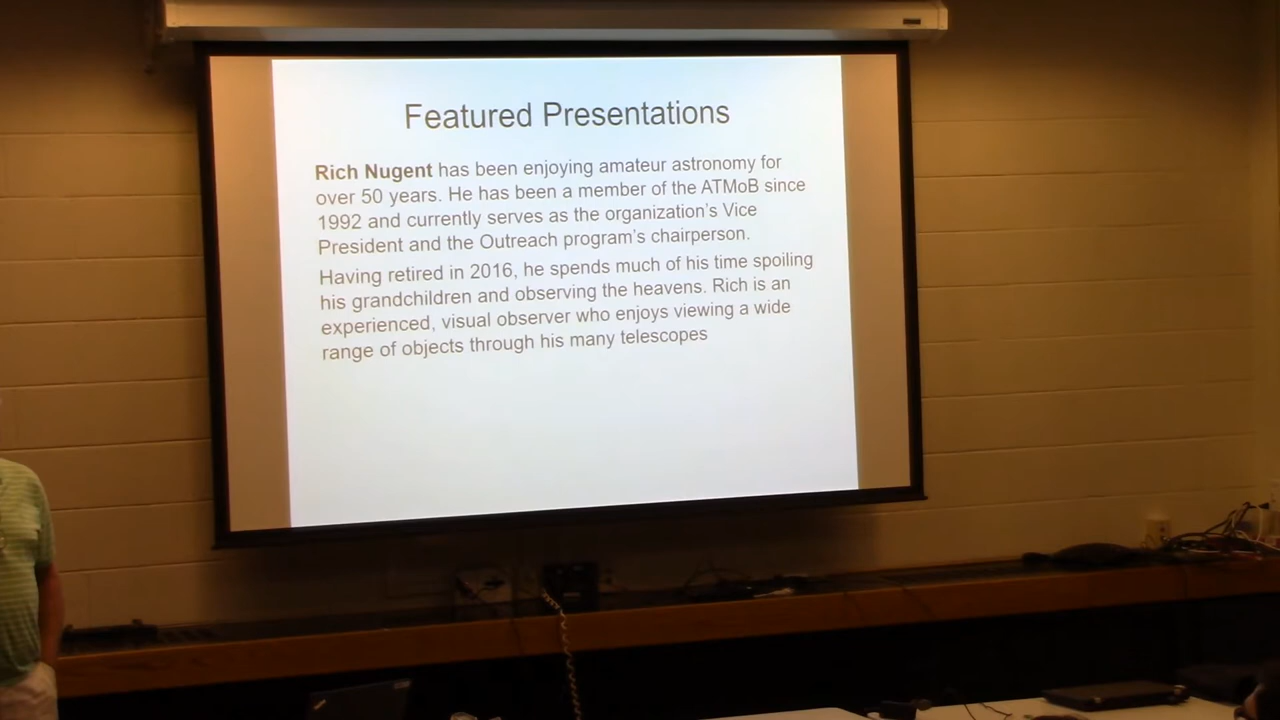 Featured Presentations
Rich Nugent has been enjoying amateur astronomy for
over 50 years. He has been a member of the ATMoB since
1992 and currently serves as the organization's Vice
President and the Outreach program's chairperson.
Having retired in 2016, he spends much of his time spoiling
his grandchildren and observing the heavens. Rich is an
experienced, visual observer who enjoys viewing a wide
range of objects through his many telescopes